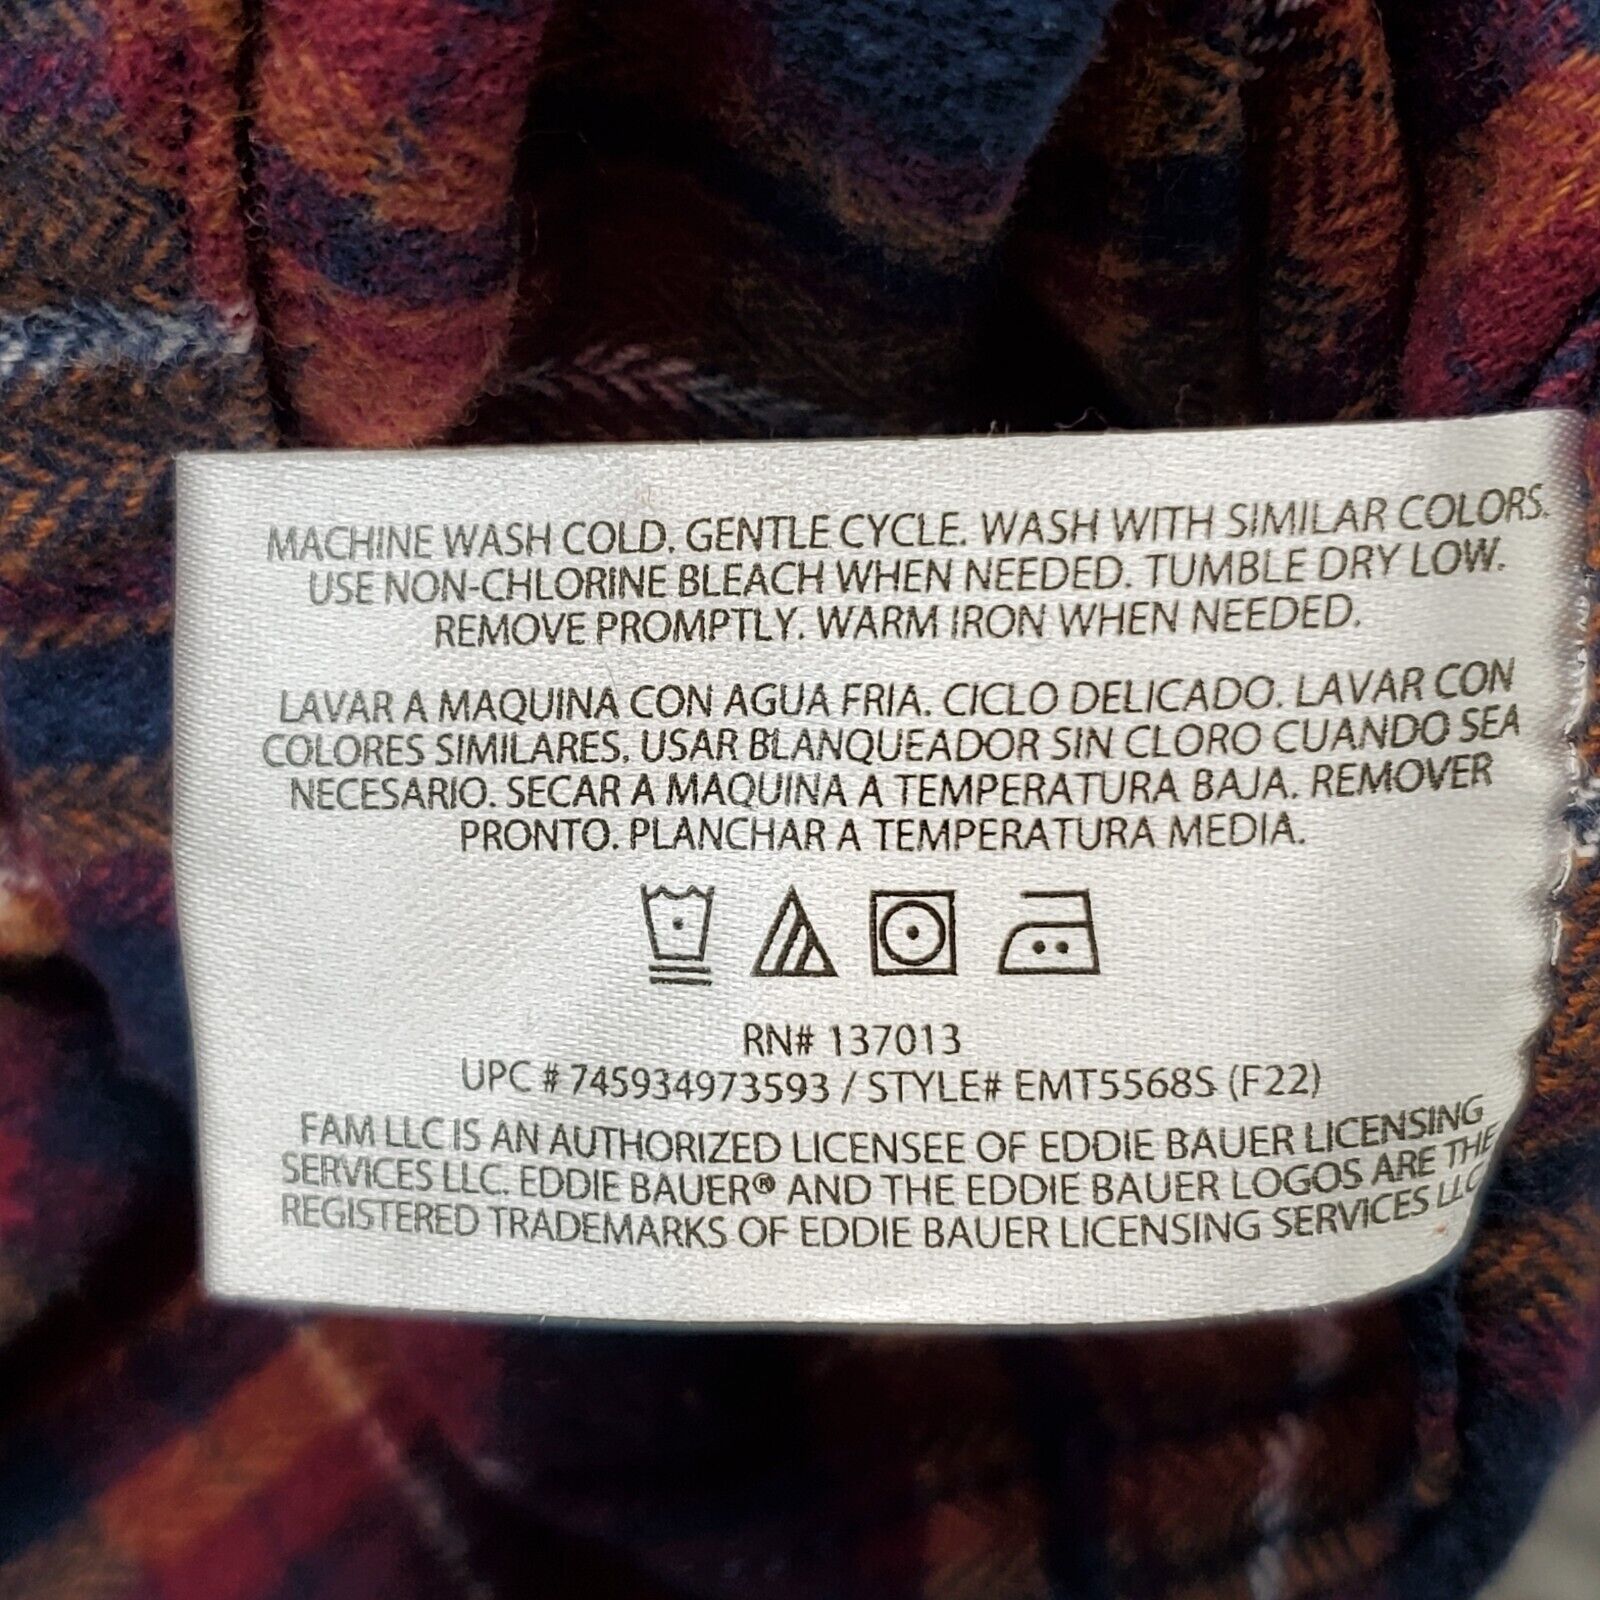 MACHINE WASH COLD. GENTLE CYCLE. WASH WITH SIMILAR COLORS.
USE NON-CHLORINE BLEACH WHEN NEEDED. TUMBLE DRY LOW.
REMOVE PROMPTLY. WARM IRON WHEN NEEDED.
LAVAR A MAQUINA CON AGUA FRIA. CICLO DELICADO. LAVAR CON
COLORES SIMILARES. USAR BLANQUEADOR SIN CLORO CUANDO SEA
NECESARIO. SECAR A MAQUINA A TEMPERATURA BAJA. REMOVER
PRONTO. PLANCHAR A TEMPERATURA MEDIA.
RN# 137013
UPC # 745934973593 / STYLE# EMT5568S (F22)
FAM LLC IS AN AUTHORIZED LICENSEE OF EDDIE BAUER LICENSING
SERVICES LLC. EDDIE BAUER® AND THE EDDIE BAUER LOGOS ARE THE
REGISTERED TRADEMARKS OF EDDIE BAUER LICENSING SERVICES LLC